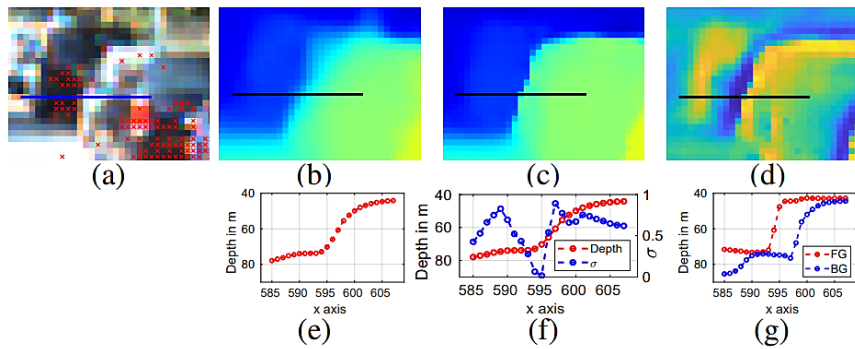 (a) (b) (c) (d)
Depth in m
40
60
80
585 590 595 600 605
x axis
(e)
Depth in m
40
60
80
585 590 595 600 605
x axis
1
0.5
0
σ
Depth
σ
(f)
Depth in m
40
60
80
585 590 595 600 605
x axis
FG
BG
(g)